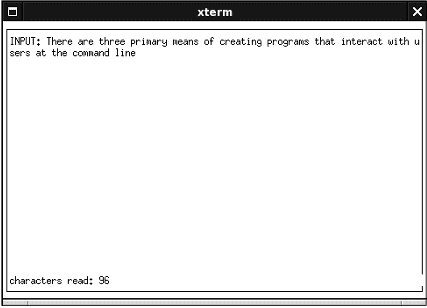 xterm
INPUT: There are three primary means of creating programs that interact with u
sers at the command line
characters read: 96